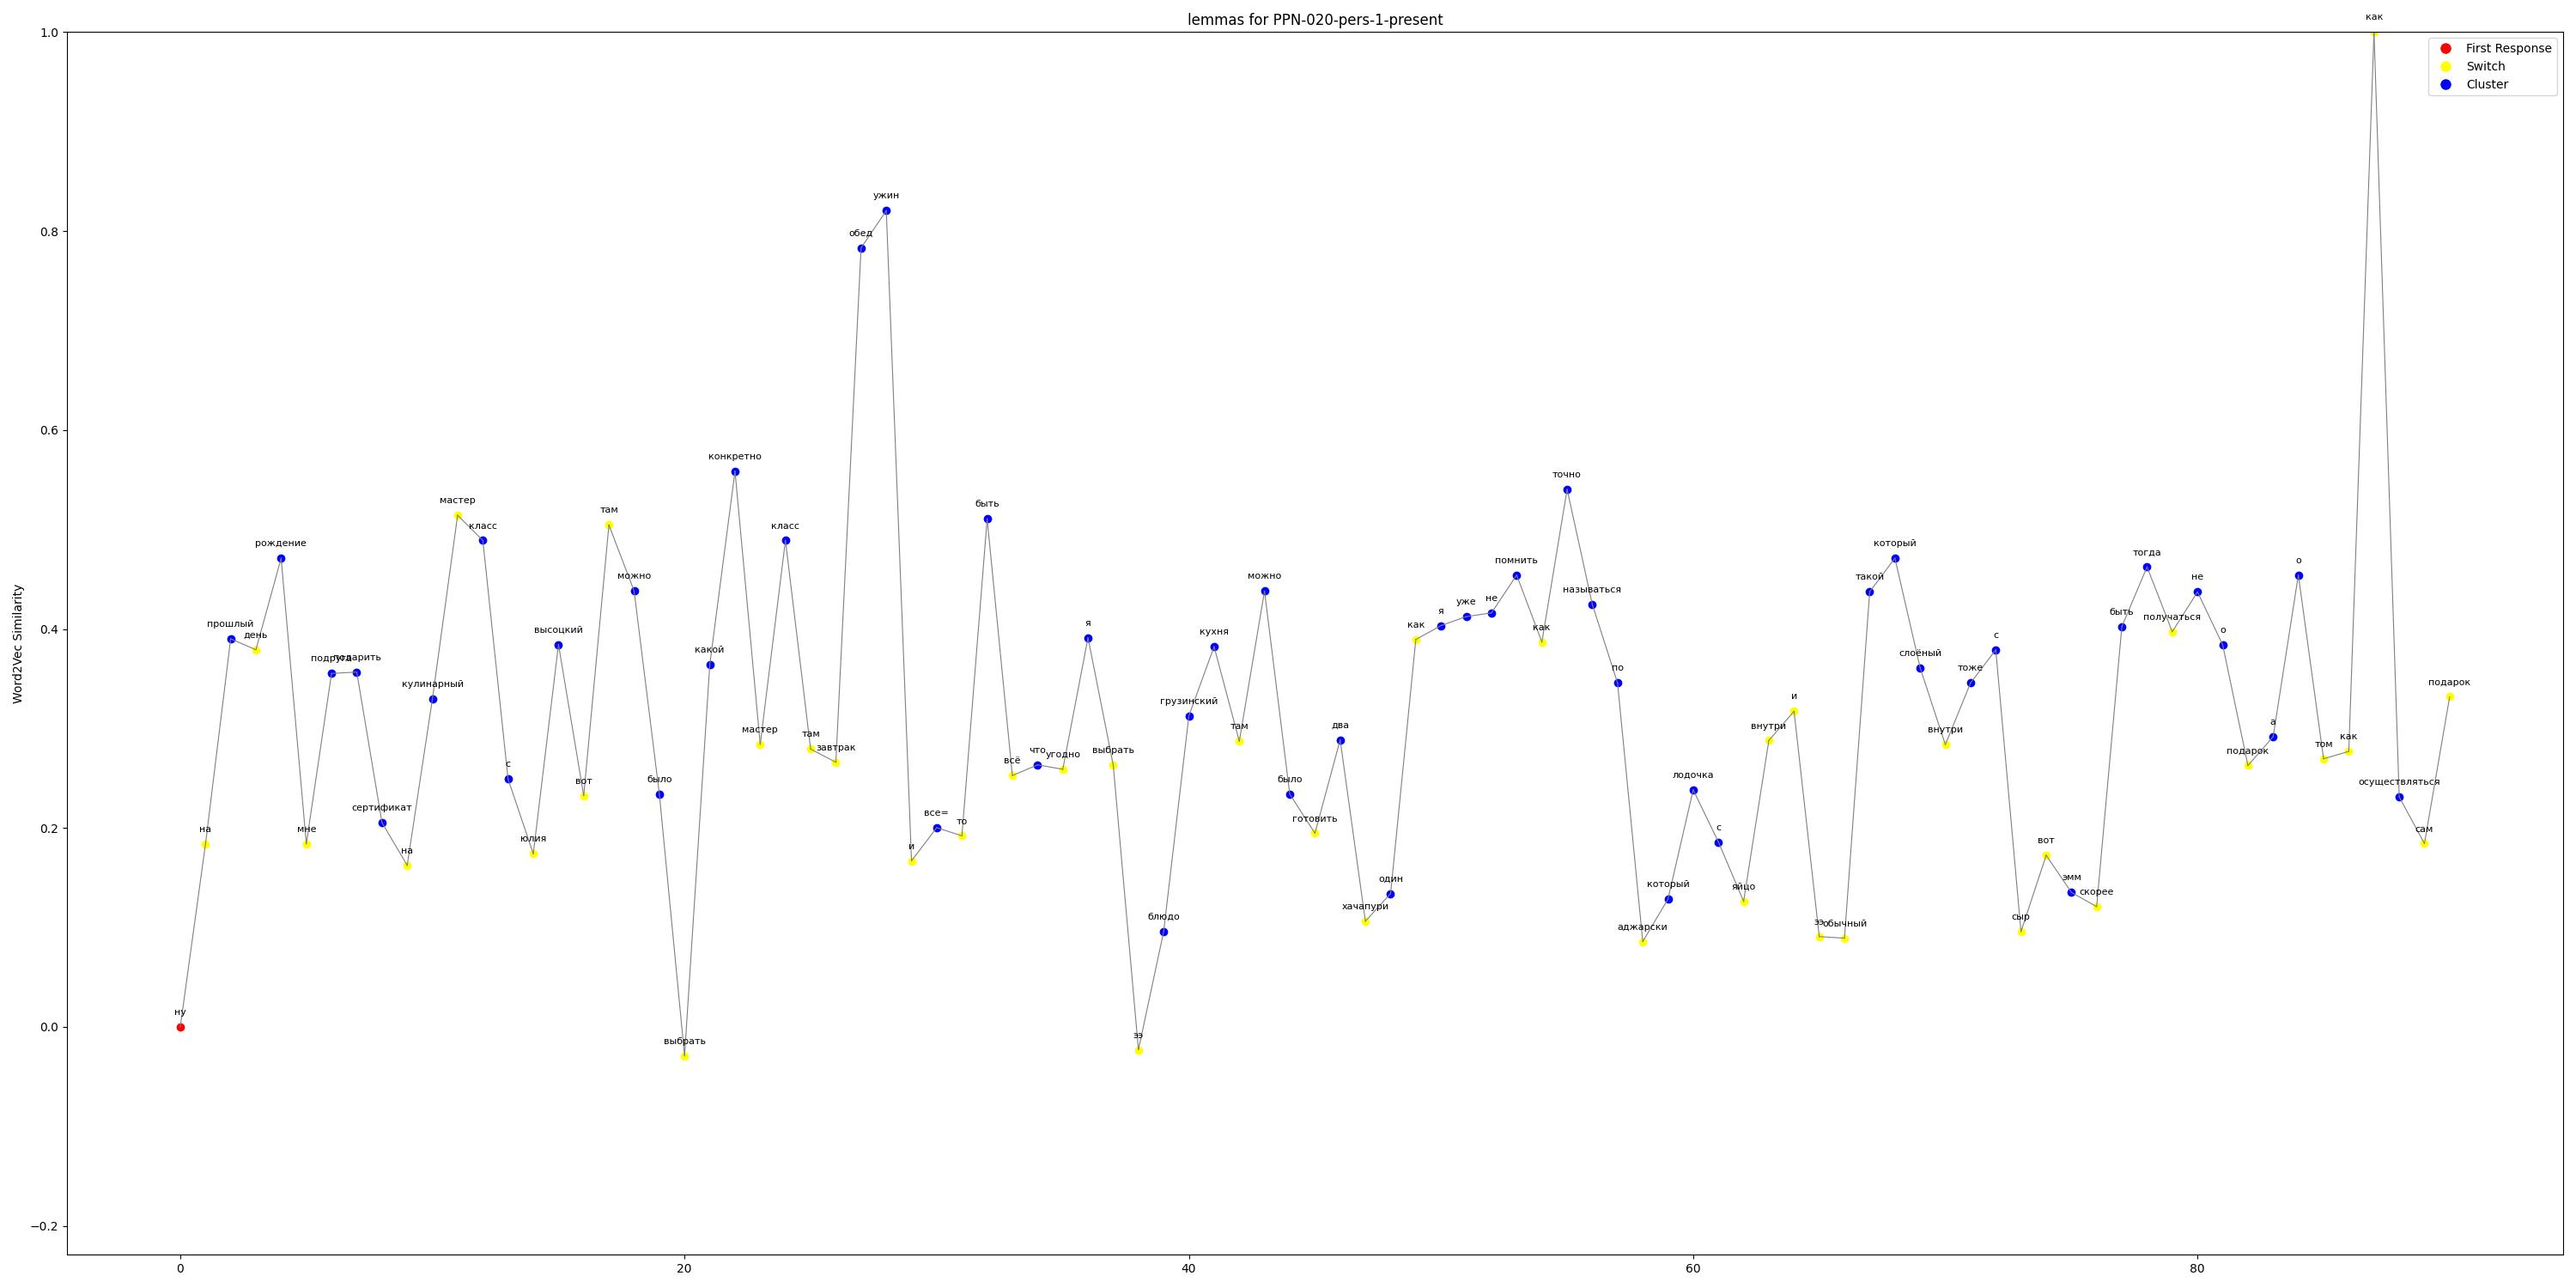 lemmas for PPN-020-pers-1-present
First Response
Switch
Cluster
Word2Vec Similarity
1.0
0.8
0.6
0.4
0.2
0.0
−0.2
0
20
40
60
80
ну
на
прошлый
день
рождение
мне
подруга
подарить
сертификат
на
кулинарный
мастер
класс
с
юлия
высоцкий
вот
там
можно
было
выбрать
какой
конкретно
мастер
класс
там
завтрак
обед
ужин
и
все=
то
быть
всё
что
угодно
я
выбрать
ээ
блюдо
грузинский
кухня
там
можно
было
готовить
два
хачапури
один
как
я
уже
не
помнить
как
точно
называться
по
аджарски
который
лодочка
с
яйцо
внутри
и
ээ
обычный
такой
который
слоёный
внутри
тоже
с
сыр
вот
эмм
скорее
быть
тогда
получаться
не
о
подарок
а
о
том
как
как
осуществляться
сам
подарок